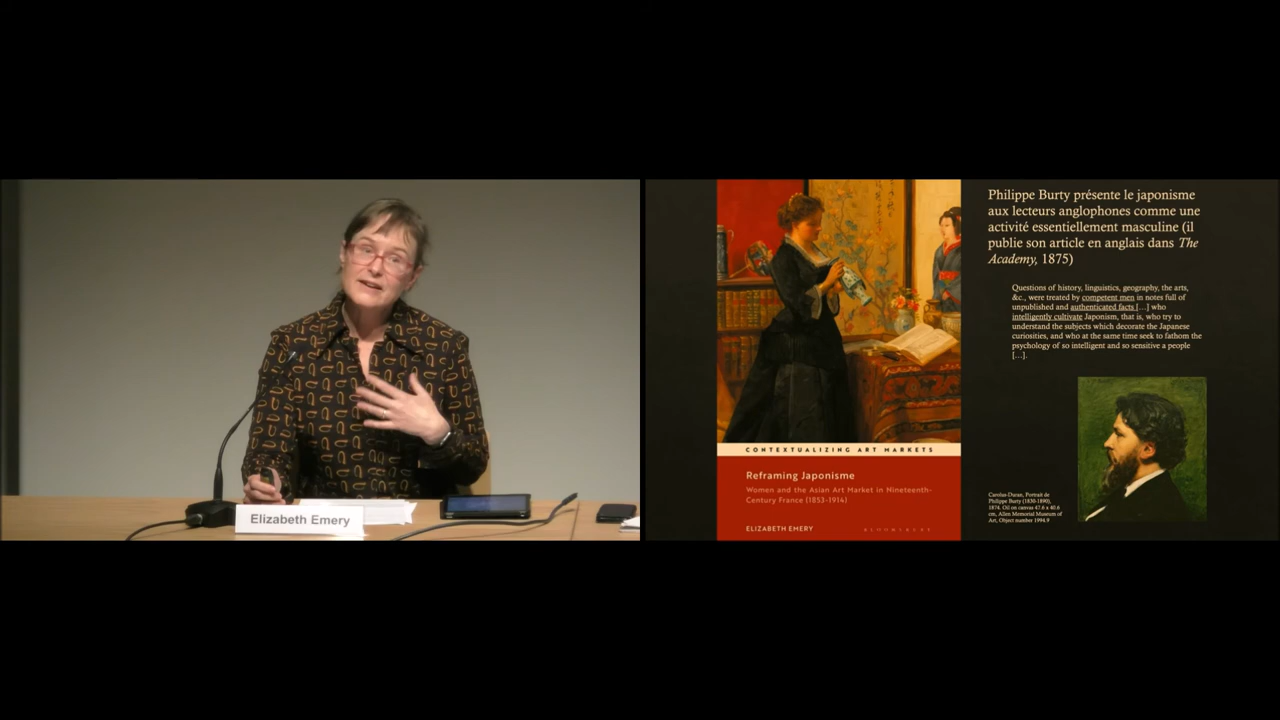 Elizabeth Emery
CONTEXTUALIZING ART MARKETS
Reframing Japonisme
Women and the Asian Art Market in Nineteenth-
Century France (1853-1914)
ELIZABETH EMERY
BLOOMSBURY
Philippe Burty présente le japonisme
aux lecteurs anglophones comme une
activité essentiellement masculine (il
publie son article en anglais dans The
Academy, 1875)
Questions of history, linguistics, geography, the arts,
&c., were treated by competent men in notes full of
unpublished and authenticated facts […] who
intelligently cultivate Japonism, that is, who try to
understand the subjects which decorate the Japanese
curiosities, and who at the same time seek to fathom the
psychology of so intelligent and so sensitive a people
[…].
Carolus-Duran, Portrait de
Philippe Burty (1830-1890),
1874. Oil on canvas 47.6 x 40.6
cm, Allen Memorial Museum of
Art, Object number 1994.9